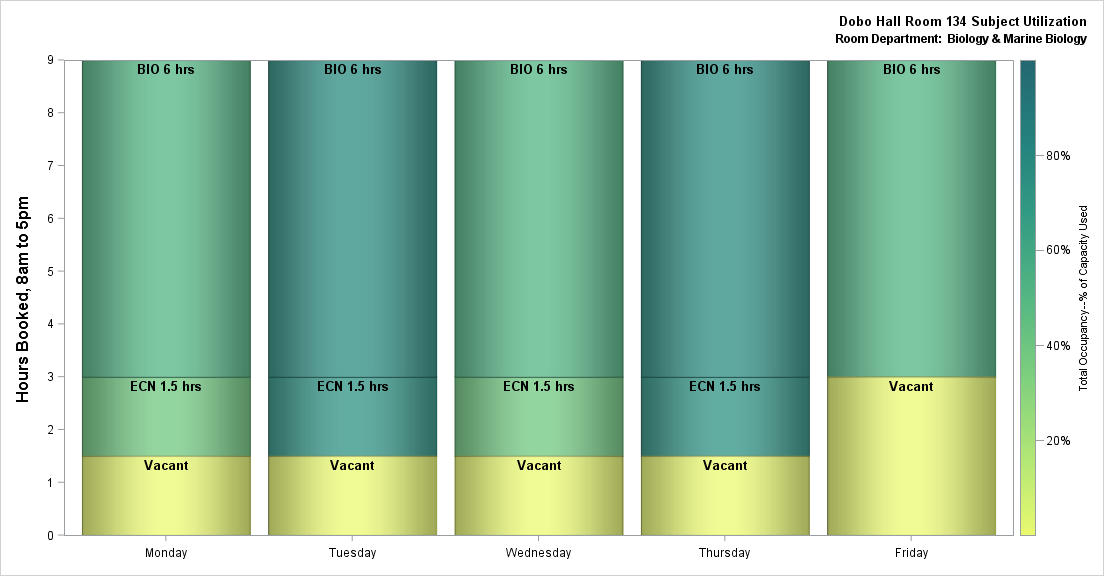 Dobo Hall Room 134 Subject Utilization
Room Department: Biology & Marine Biology
Hours Booked, 8am to 5pm
9
8
7
6
5
4
3
2
1
0
BIO 6 hrs
ECN 1.5 hrs
Vacant
Monday
BIO 6 hrs
ECN 1.5 hrs
Vacant
Tuesday
BIO 6 hrs
ECN 1.5 hrs
Vacant
Wednesday
BIO 6 hrs
ECN 1.5 hrs
Vacant
Thursday
BIO 6 hrs
Vacant
Friday
80%
60%
40%
20%
Total Occupancy--% of Capacity Used